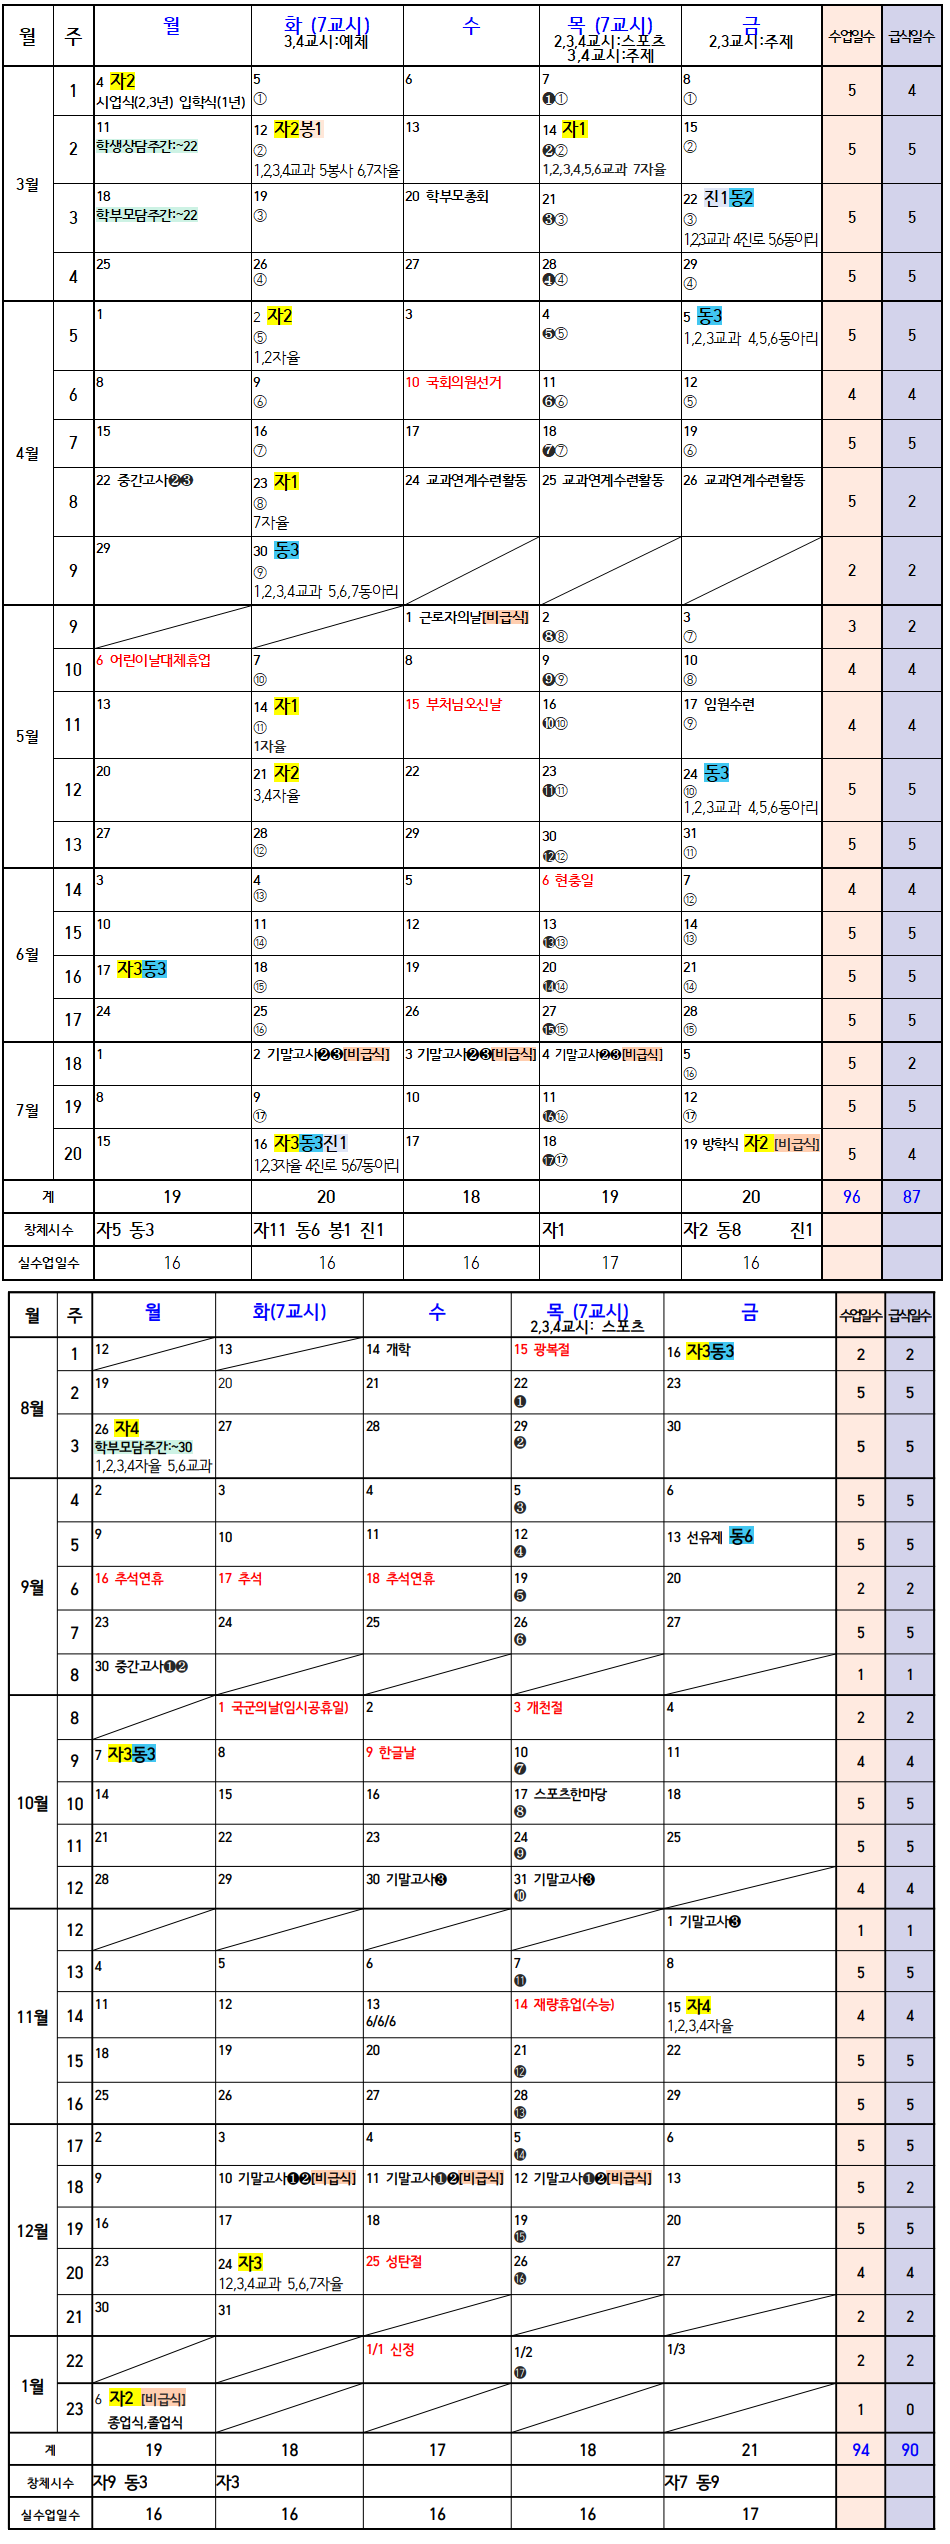 월 주 월 화 (7교시) 수 목 (7교시) 금 수업일수 급식일수
3,4교시:예체 2,3,4교시:스포츠 2,3교시:주제
3,4교시:주제
3월
1 4 자2 5 6 7 8 5 4
시업식(2,3년) 입학식(1년) ① ❶① ①
2 11 12 자2봉1 13 14 자1 15 5 5
학생상담주간:~22 ② ❷② ②
1,2,3,4교과 5봉사 6,7자율 1,2,3,4,5,6교과 7자율
3 18 19 20 학부모총회 21 22 진1동2 5 5
학부모담주간:~22 ③ ❸③ ③
1,2,3교과 4진로 5,6동아리
4 25 26 27 28 29 5 5
④ ❹④ ④
4월
5 1 2 자2 3 4 5 동3 5 5
⑤ ❺⑤ 1,2,3교과 4,5,6동아리
1,2자율
6 8 9 10 국회의원선거 11 12 4 4
⑥ ❻⑥ ⑤
7 15 16 17 18 19 5 5
⑦ ❼⑦ ⑥
8 22 중간고사❷❸ 23 자1 24 교과연계수련활동 25 교과연계수련활동 26 교과연계수련활동 5 2
⑧
7자율
9 29 30 동3 2 2
⑨
1,2,3,4교과 5,6,7동아리
5월
9 1 근로자의날[비급식] 2 3 3 2
❽⑧ ⑦
10 6 어린이날대체휴업 7 8 9 10 4 4
⑩ ❾⑨ ⑧
11 13 14 자1 15 부처님오신날 16 17 임원수련 4 4
⑪ ❿⑩ ⑨
1자율
12 20 21 자2 22 23 24 동3 5 5
3,4자율 ⓫⑪ ⑩
1,2,3교과 4,5,6동아리
13 27 28 29 30 31 5 5
⑫ ⓬⑫ ⑪
6월
14 3 4 5 6 현충일 7 4 4
⑬ ⑫
15 10 11 12 13 14 5 5
⑭ ⓭⑬ ⑬
16 17 자3동3 18 19 20 21 5 5
⑮ ⓮⑭ ⑭
17 24 25 26 27 28 5 5
⑯ ⓯⑮ ⑮
7월
18 1 2 기말고사❷❸[비급식] 3 기말고사❷❸[비급식] 4 기말고사❷❸[비급식] 5 5 2
⑯
19 8 9 10 11 12 5 5
⑰ ⓰⑯ ⑰
20 15 16 자3동3진1 17 18 19 방학식 자2 [비급식] 5 4
1,2,3자율 4진로 5,6,7동아리 ⓱⑰
계 19 20 18 19 20 96 87
창체시수 자5 동3 자11 동6 봉1 진1 자1 자2 동8 진1
실수업일수 16 16 16 17 16
월 주 월 화(7교시) 수 목 (7교시) 금 수업일수 급식일수
2,3,4교시: 스포츠
8월
1 12 13 14 개학 15 광복절 16 자3동3 2 2
2 19 20 21 22 23 5 5
❶
3 26 자4 27 28 29 30 5 5
학부모담주간:~30 ❷
1,2,3,4자율 5,6교과
9월
4 2 3 4 5 6 5 5
❸
5 9 10 11 12 13 선유제 동6 5 5
❹
6 16 추석연휴 17 추석 18 추석연휴 19 20 2 2
❺
7 23 24 25 26 27 5 5
❻
8 30 중간고사❶❷ 1 1
10월
8 1 국군의날(임시공휴일) 2 3 개천절 4 2 2
9 7 자3동3 8 9 한글날 10 11 4 4
❼
10 14 15 16 17 스포츠한마당 18 5 5
❽
11 21 22 23 24 25 5 5
❾
12 28 29 30 기말고사❸ 31 기말고사❸ 4 4
❿
11월
12 1 기말고사❸ 1 1
13 4 5 6 7 8 5 5
⓫
14 11 12 13 14 재량휴업(수능) 15 자4 4 4
6/6/6 1,2,3,4자율
15 18 19 20 21 22 5 5
⓬
16 25 26 27 28 29 5 5
⓭
12월
17 2 3 4 5 6 5 5
⓮
18 9 10 기말고사❶❷[비급식] 11 기말고사❶❷[비급식] 12 기말고사❶❷[비급식] 13 5 2
19 16 17 18 19 20 5 5
⓯
20 23 24 자3 25 성탄절 26 27 4 4
12,3,4교과 5,6,7자율 ⓰
21 30 31 2 2
1월
22 1/1 신정 1/2 1/3 2 2
⓱
23 6 자2 [비급식] 1 0
종업식,졸업식
계 19 18 17 18 21 94 90
창체시수 자9 동3 자3 자7 동9
실수업일수 16 16 16 16 17